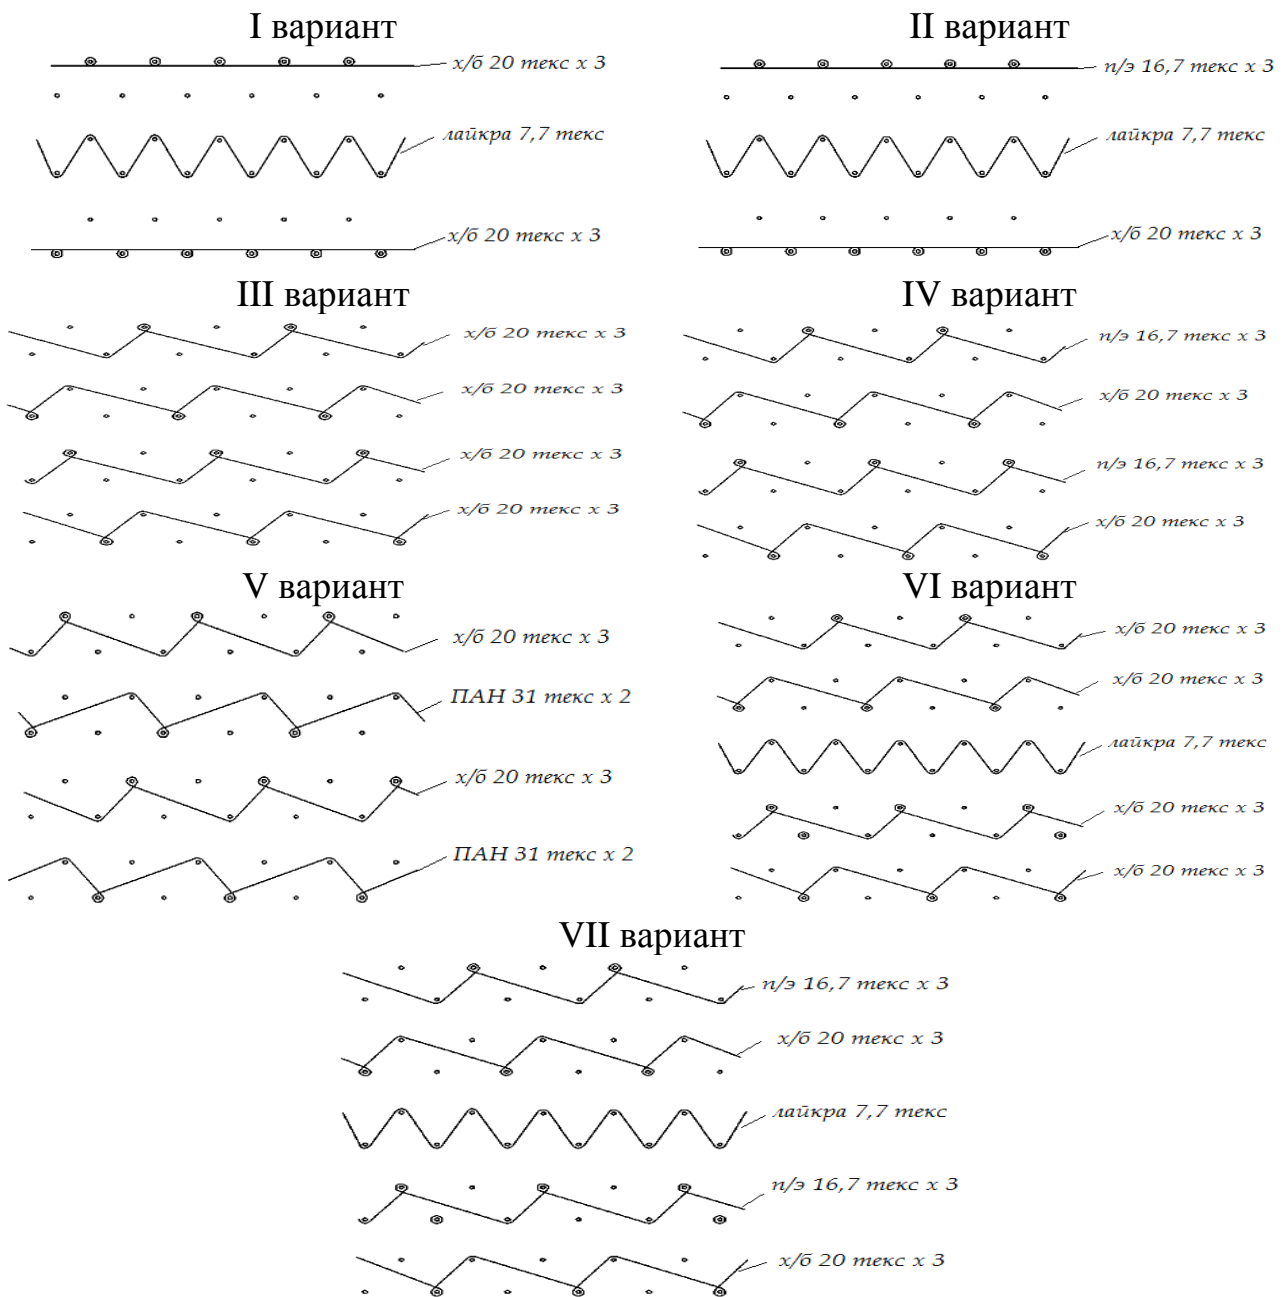 I вариант
х/б 20 текс х 3
лайкра 7,7 текс
х/б 20 текс х 3
II вариант
п/э 16,7 текс х 3
лайкра 7,7 текс
х/б 20 текс х 3
III вариант
х/б 20 текс х 3
х/б 20 текс х 3
х/б 20 текс х 3
х/б 20 текс х 3
IV вариант
п/э 16,7 текс х 3
х/б 20 текс х 3
п/э 16,7 текс х 3
х/б 20 текс х 3
V вариант
х/б 20 текс х 3
ПАН 31 текс х 2
х/б 20 текс х 3
ПАН 31 текс х 2
VI вариант
х/б 20 текс х 3
х/б 20 текс х 3
лайкра 7,7 текс
х/б 20 текс х 3
х/б 20 текс х 3
VII вариант
п/э 16,7 текс х 3
х/б 20 текс х 3
лайкра 7,7 текс
п/э 16,7 текс х 3
х/б 20 текс х 3